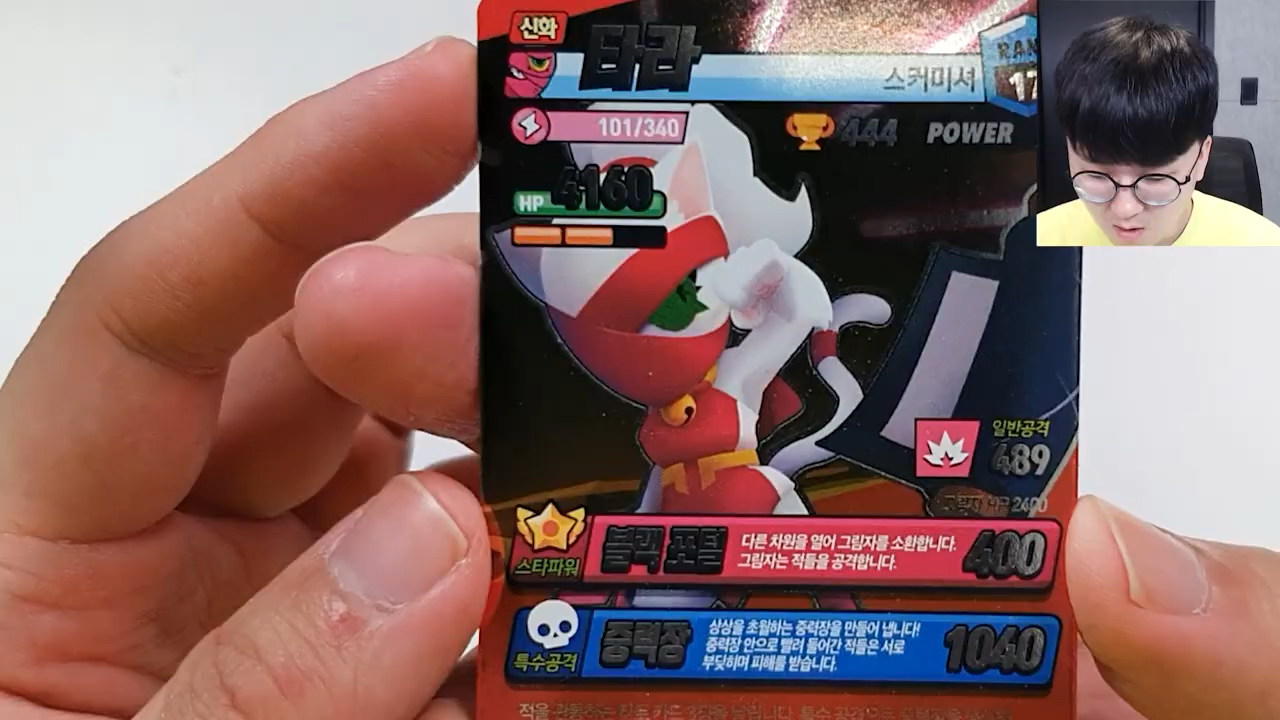 신화
타라
스커미셔
RANK
17
101/340
444
POWER
HP 4160
일반공격
489
그림자 HP 2400
스타파워
블랙 포털
다른 차원을 열어 그림자를 소환합니다.
그림자는 적들을 공격합니다.
400
특수공격
중력장
상상을 초월하는 중력장을 만들어 냅니다!
중력장 안으로 빨려 들어간 적들은 서로
부딪히며 피해를 받습니다.
1040